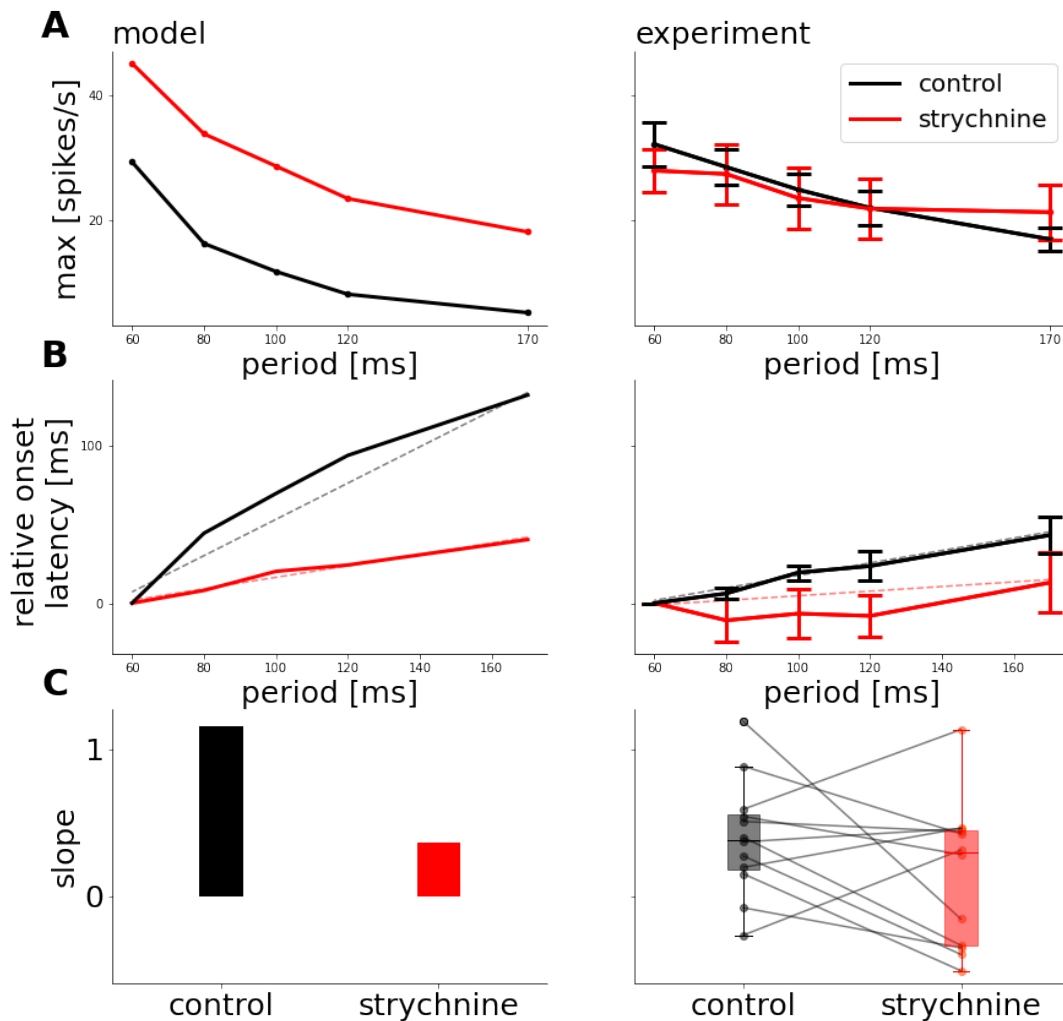 A
model
experiment
max [spikes/s]
40
20
control
strychnine
60 80 100 120 170
60 80 100 120 170
period [ms]
period [ms]
B
relative onset
latency [ms]
100
0
60 80 100 120 140 160
60 80 100 120 140 160
period [ms]
period [ms]
C
slope
1
0
control strychnine
control strychnine